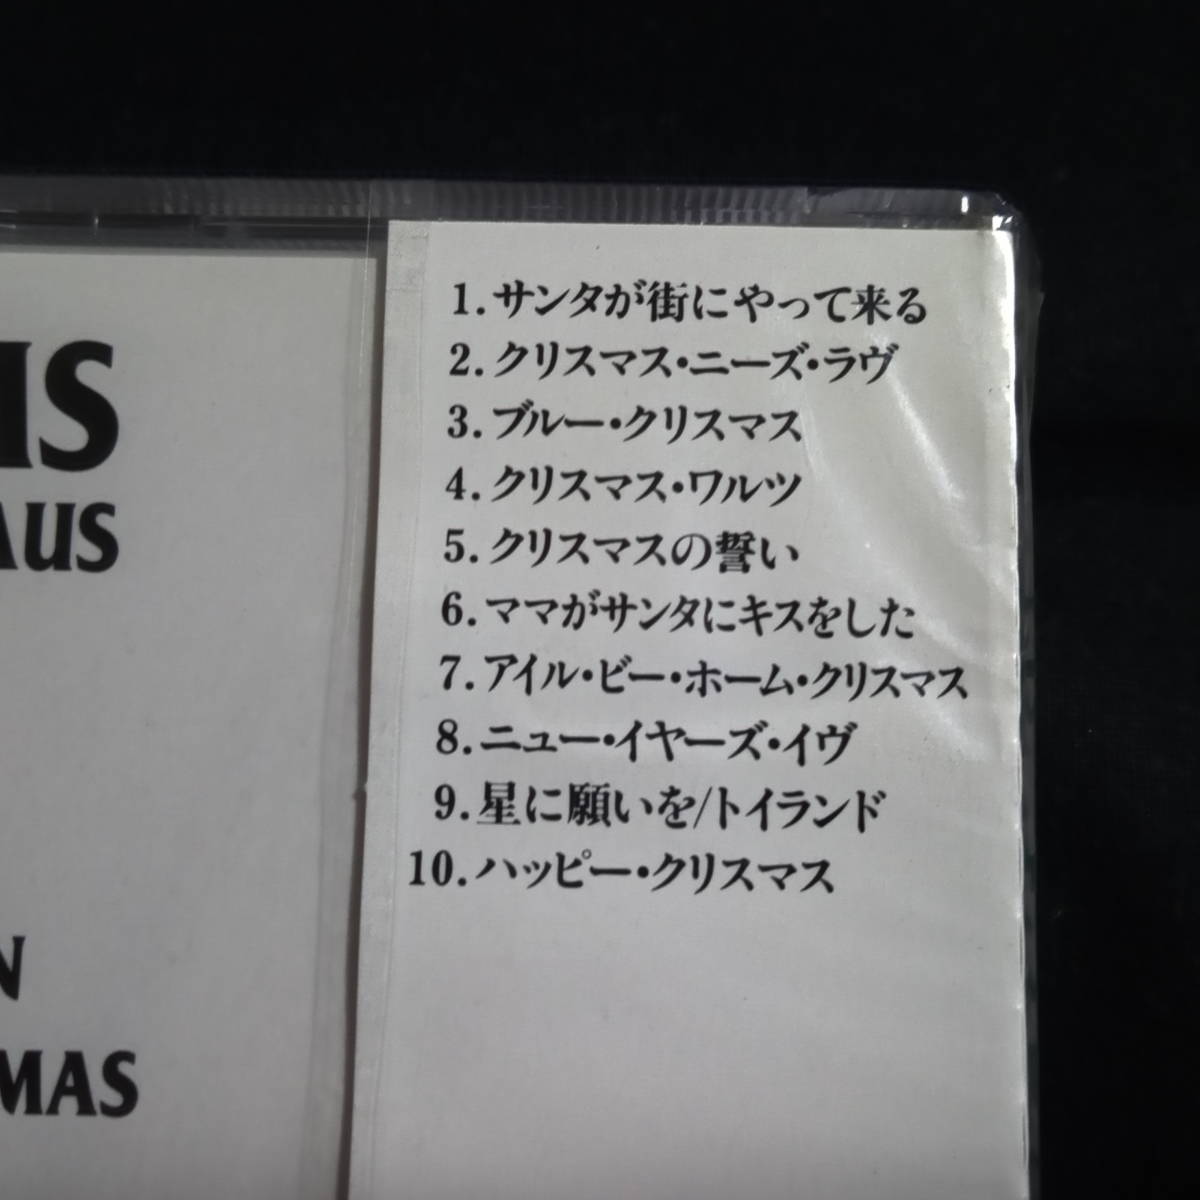 1. サンタが街にやって来る
2. クリスマス・ニーズ・ラヴ
3. ブルー・クリスマス
4. クリスマス・ワルツ
5. クリスマスの誓い
6. ママがサンタにキスをした
7. アイル・ビー・ホーム・クリスマス
8. ニュー・イヤーズ・イヴ
9. 星に願いを/トイランド
10. ハッピー・クリスマス
AUS
N
MAS